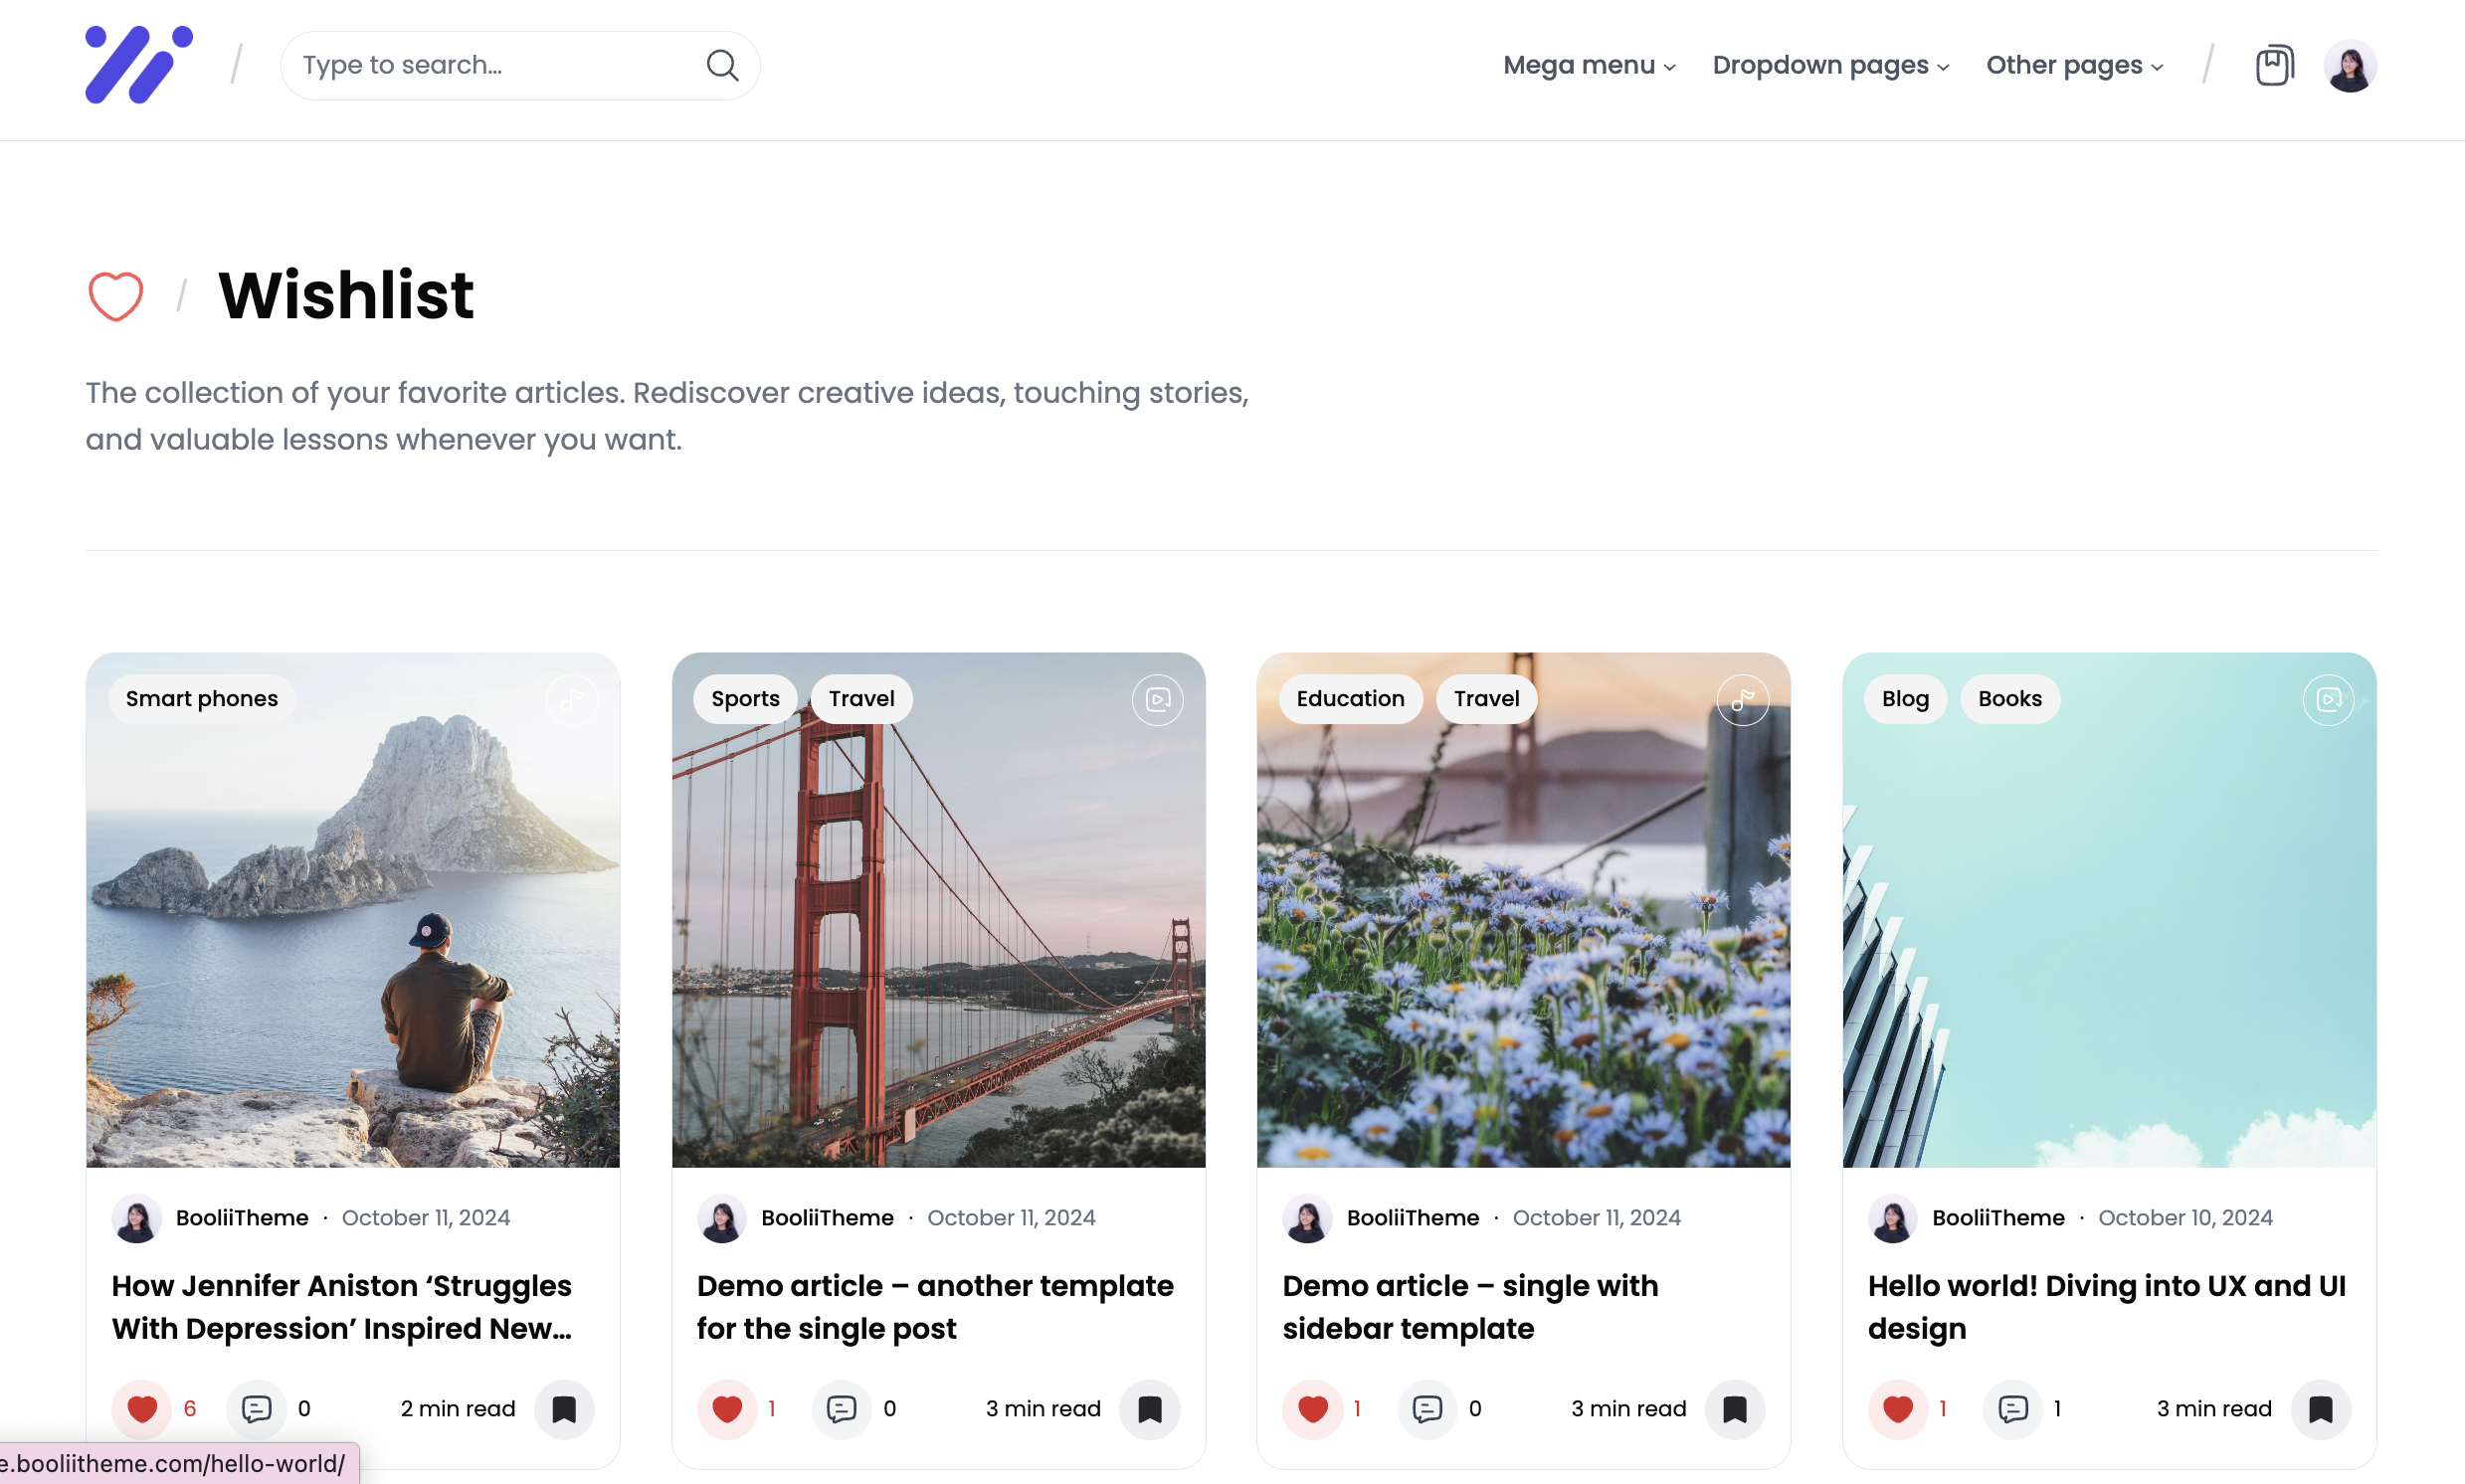 Type to search...
Mega menu
Dropdown pages
Other pages
Wishlist
The collection of your favorite articles. Rediscover creative ideas, touching stories,
and valuable lessons whenever you want.
Smart phones
BooliiTheme · October 11, 2024
How Jennifer Aniston ‘Struggles
With Depression’ Inspired New...
6 0 2 min read
Sports Travel
BooliiTheme · October 11, 2024
Demo article – another template
for the single post
1 0 3 min read
Education Travel
BooliiTheme · October 11, 2024
Demo article – single with
sidebar template
1 0 3 min read
Blog Books
BooliiTheme · October 10, 2024
Hello world! Diving into UX and UI
design
1 1 3 min read
e.booliitheme.com/hello-world/